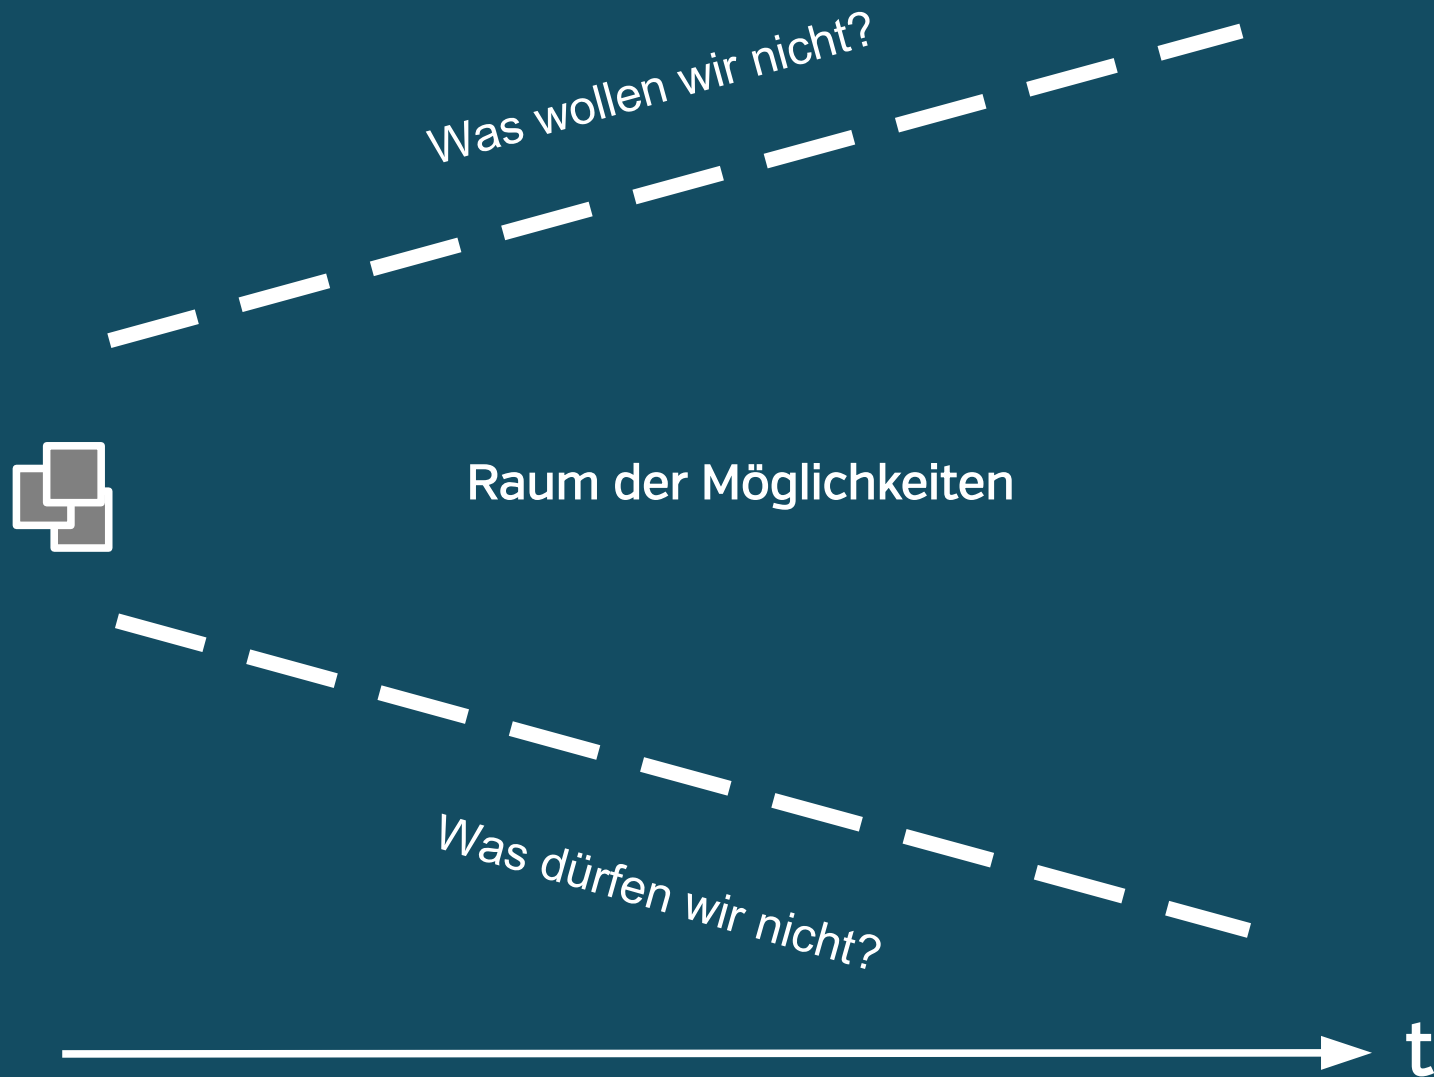 Was wollen wir nicht?
Raum der Möglichkeiten
Was dürfen wir nicht?
t